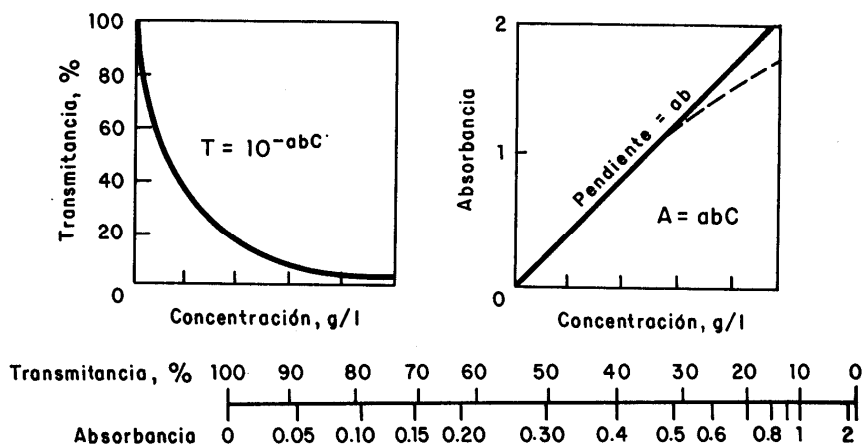 100
80
60
40
20
0
Transmitancia, %
T = 10^-abC
Concentración, g/l
2
1
0
Absorbancia
Pendiente = ab
A = abC
Concentración, g/l
Transmitancia, % 100 90 80 70 60 50 40 30 20 10 0
Absorbancia 0 0.05 0.10 0.15 0.20 0.30 0.4 0.5 0.6 0.8 1 2